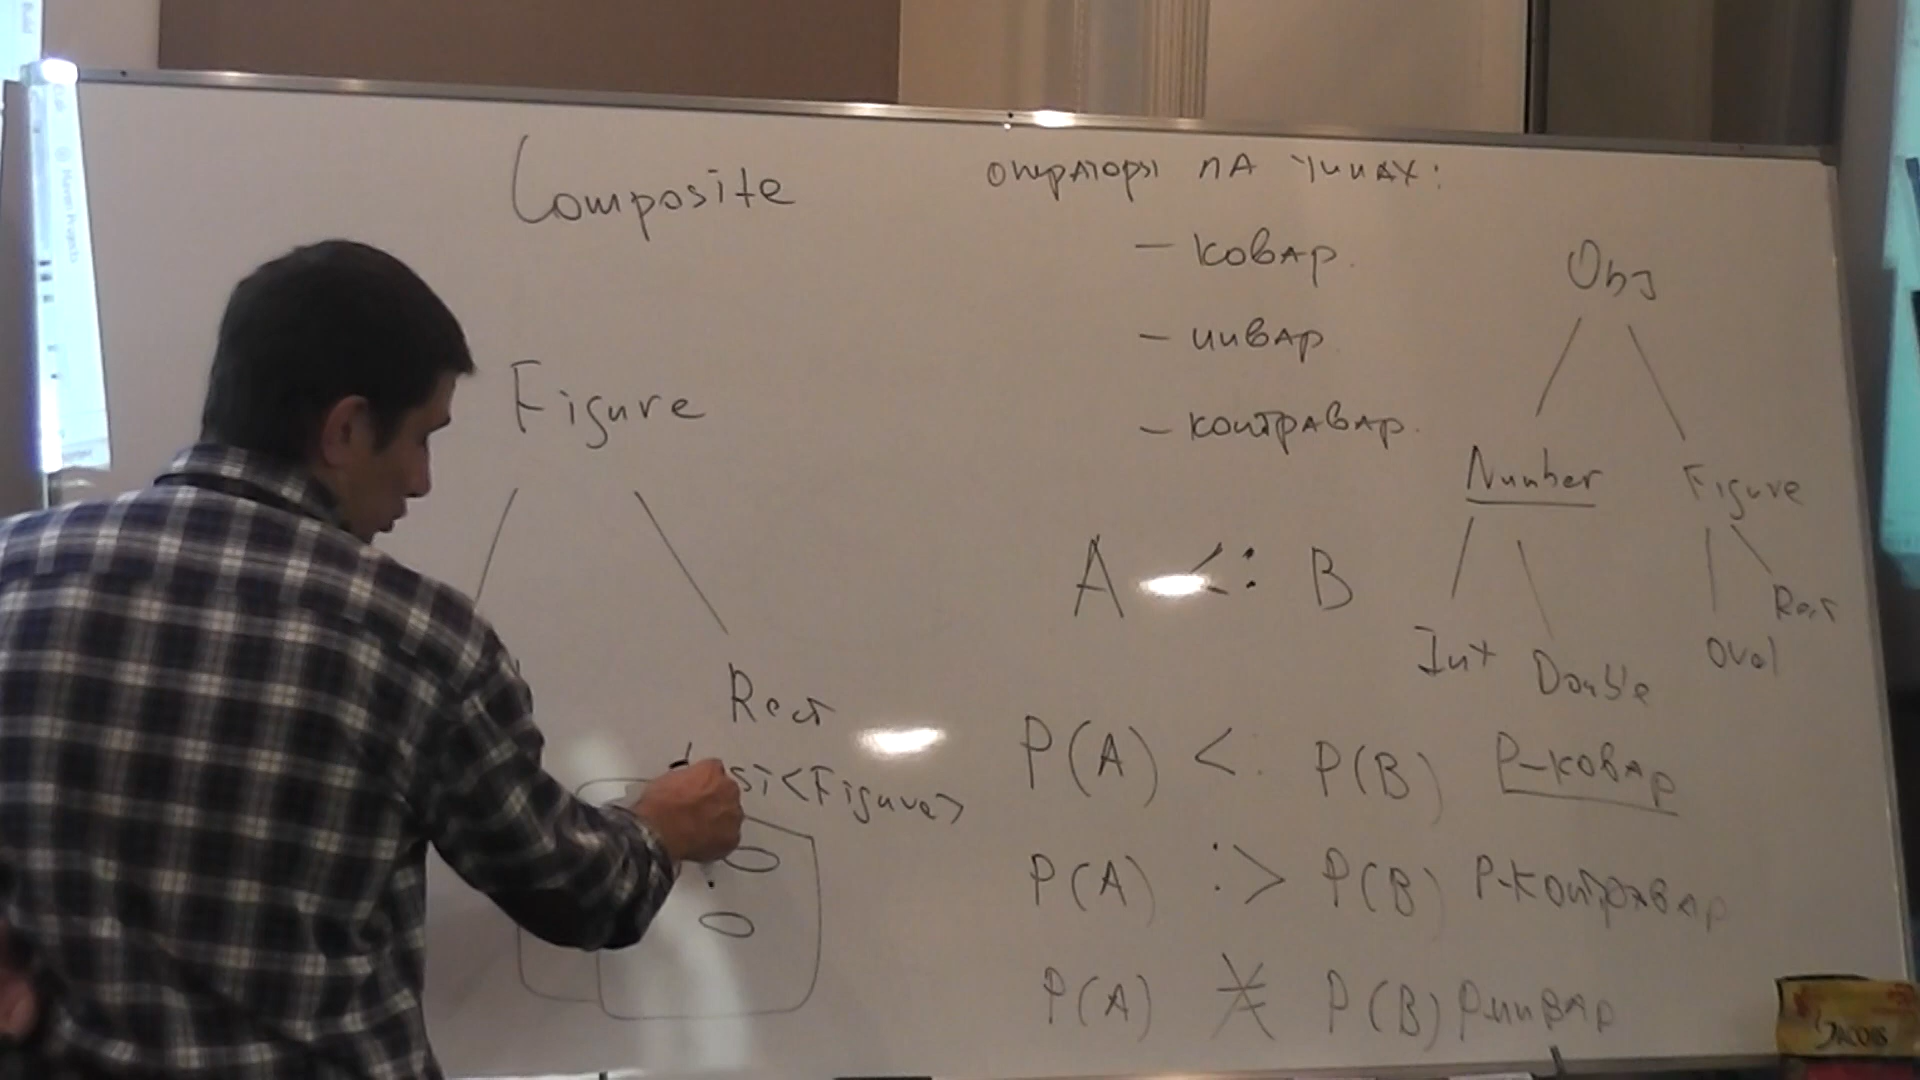 Composite
операторы на типах:
- ковар.
- инвар
- контравар.
Obj
Figure
Number
Figure
A <: B
Rect
Oval
Int
Double
Rect
<Figure>
P(A) <: P(B) P-ковар
P(A) :> P(B) P-контравар
P(A) P(B) P-инвар
JACOBS